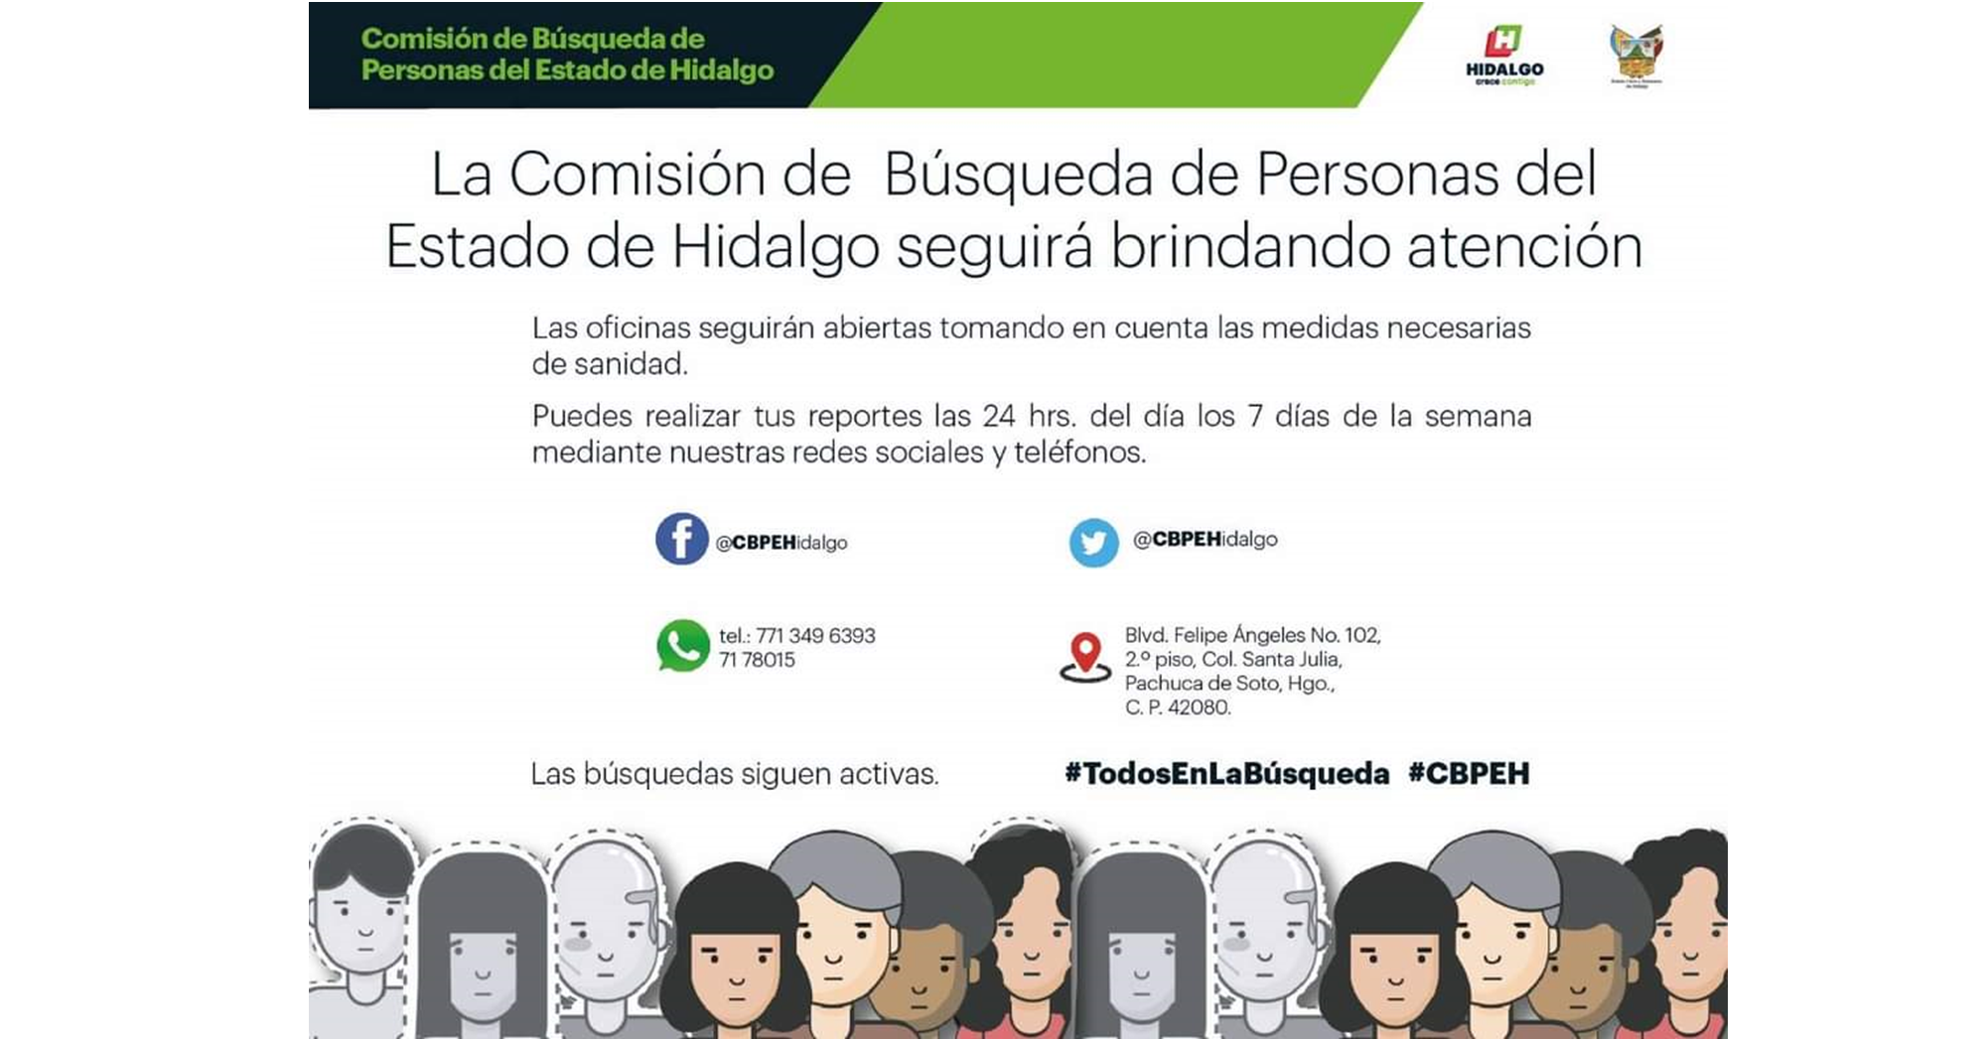 Comisión de Búsqueda de
Personas del Estado de Hidalgo
HIDALGO
crece contigo
La Comisión de Búsqueda de Personas del
Estado de Hidalgo seguirá brindando atención
Las oficinas seguirán abiertas tomando en cuenta las medidas necesarias
de sanidad.
Puedes realizar tus reportes las 24 hrs. del día los 7 días de la semana
mediante nuestras redes sociales y teléfonos.
@CBPEHidalgo
@CBPEHidalgo
tel.: 771 349 6393
71 78015
Blvd. Felipe Ángeles No. 102,
2.º piso, Col. Santa Julia,
Pachuca de Soto, Hgo.,
C. P. 42080.
Las búsquedas siguen activas.
#TodosEnLaBúsqueda #CBPEH